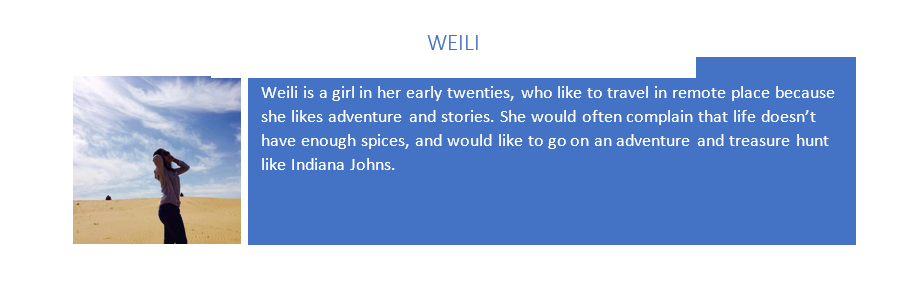 WEILI
Weili is a girl in her early twenties, who like to travel in remote place because
she likes adventure and stories. She would often complain that life doesn’t
have enough spices, and would like to go on an adventure and treasure hunt
like Indiana Johns.